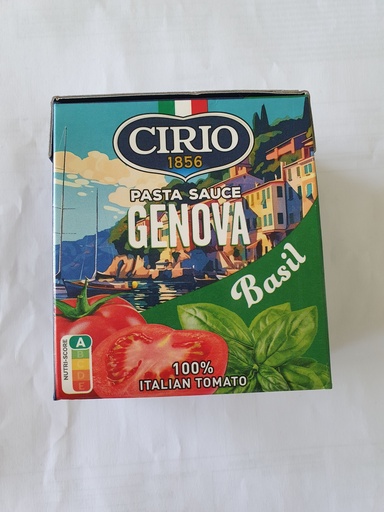 CIRIO
1856
PASTA SAUCE
GENOVA
Basil
NUTRI-SCORE
A
B
C
D
E
100%
ITALIAN TOMATO